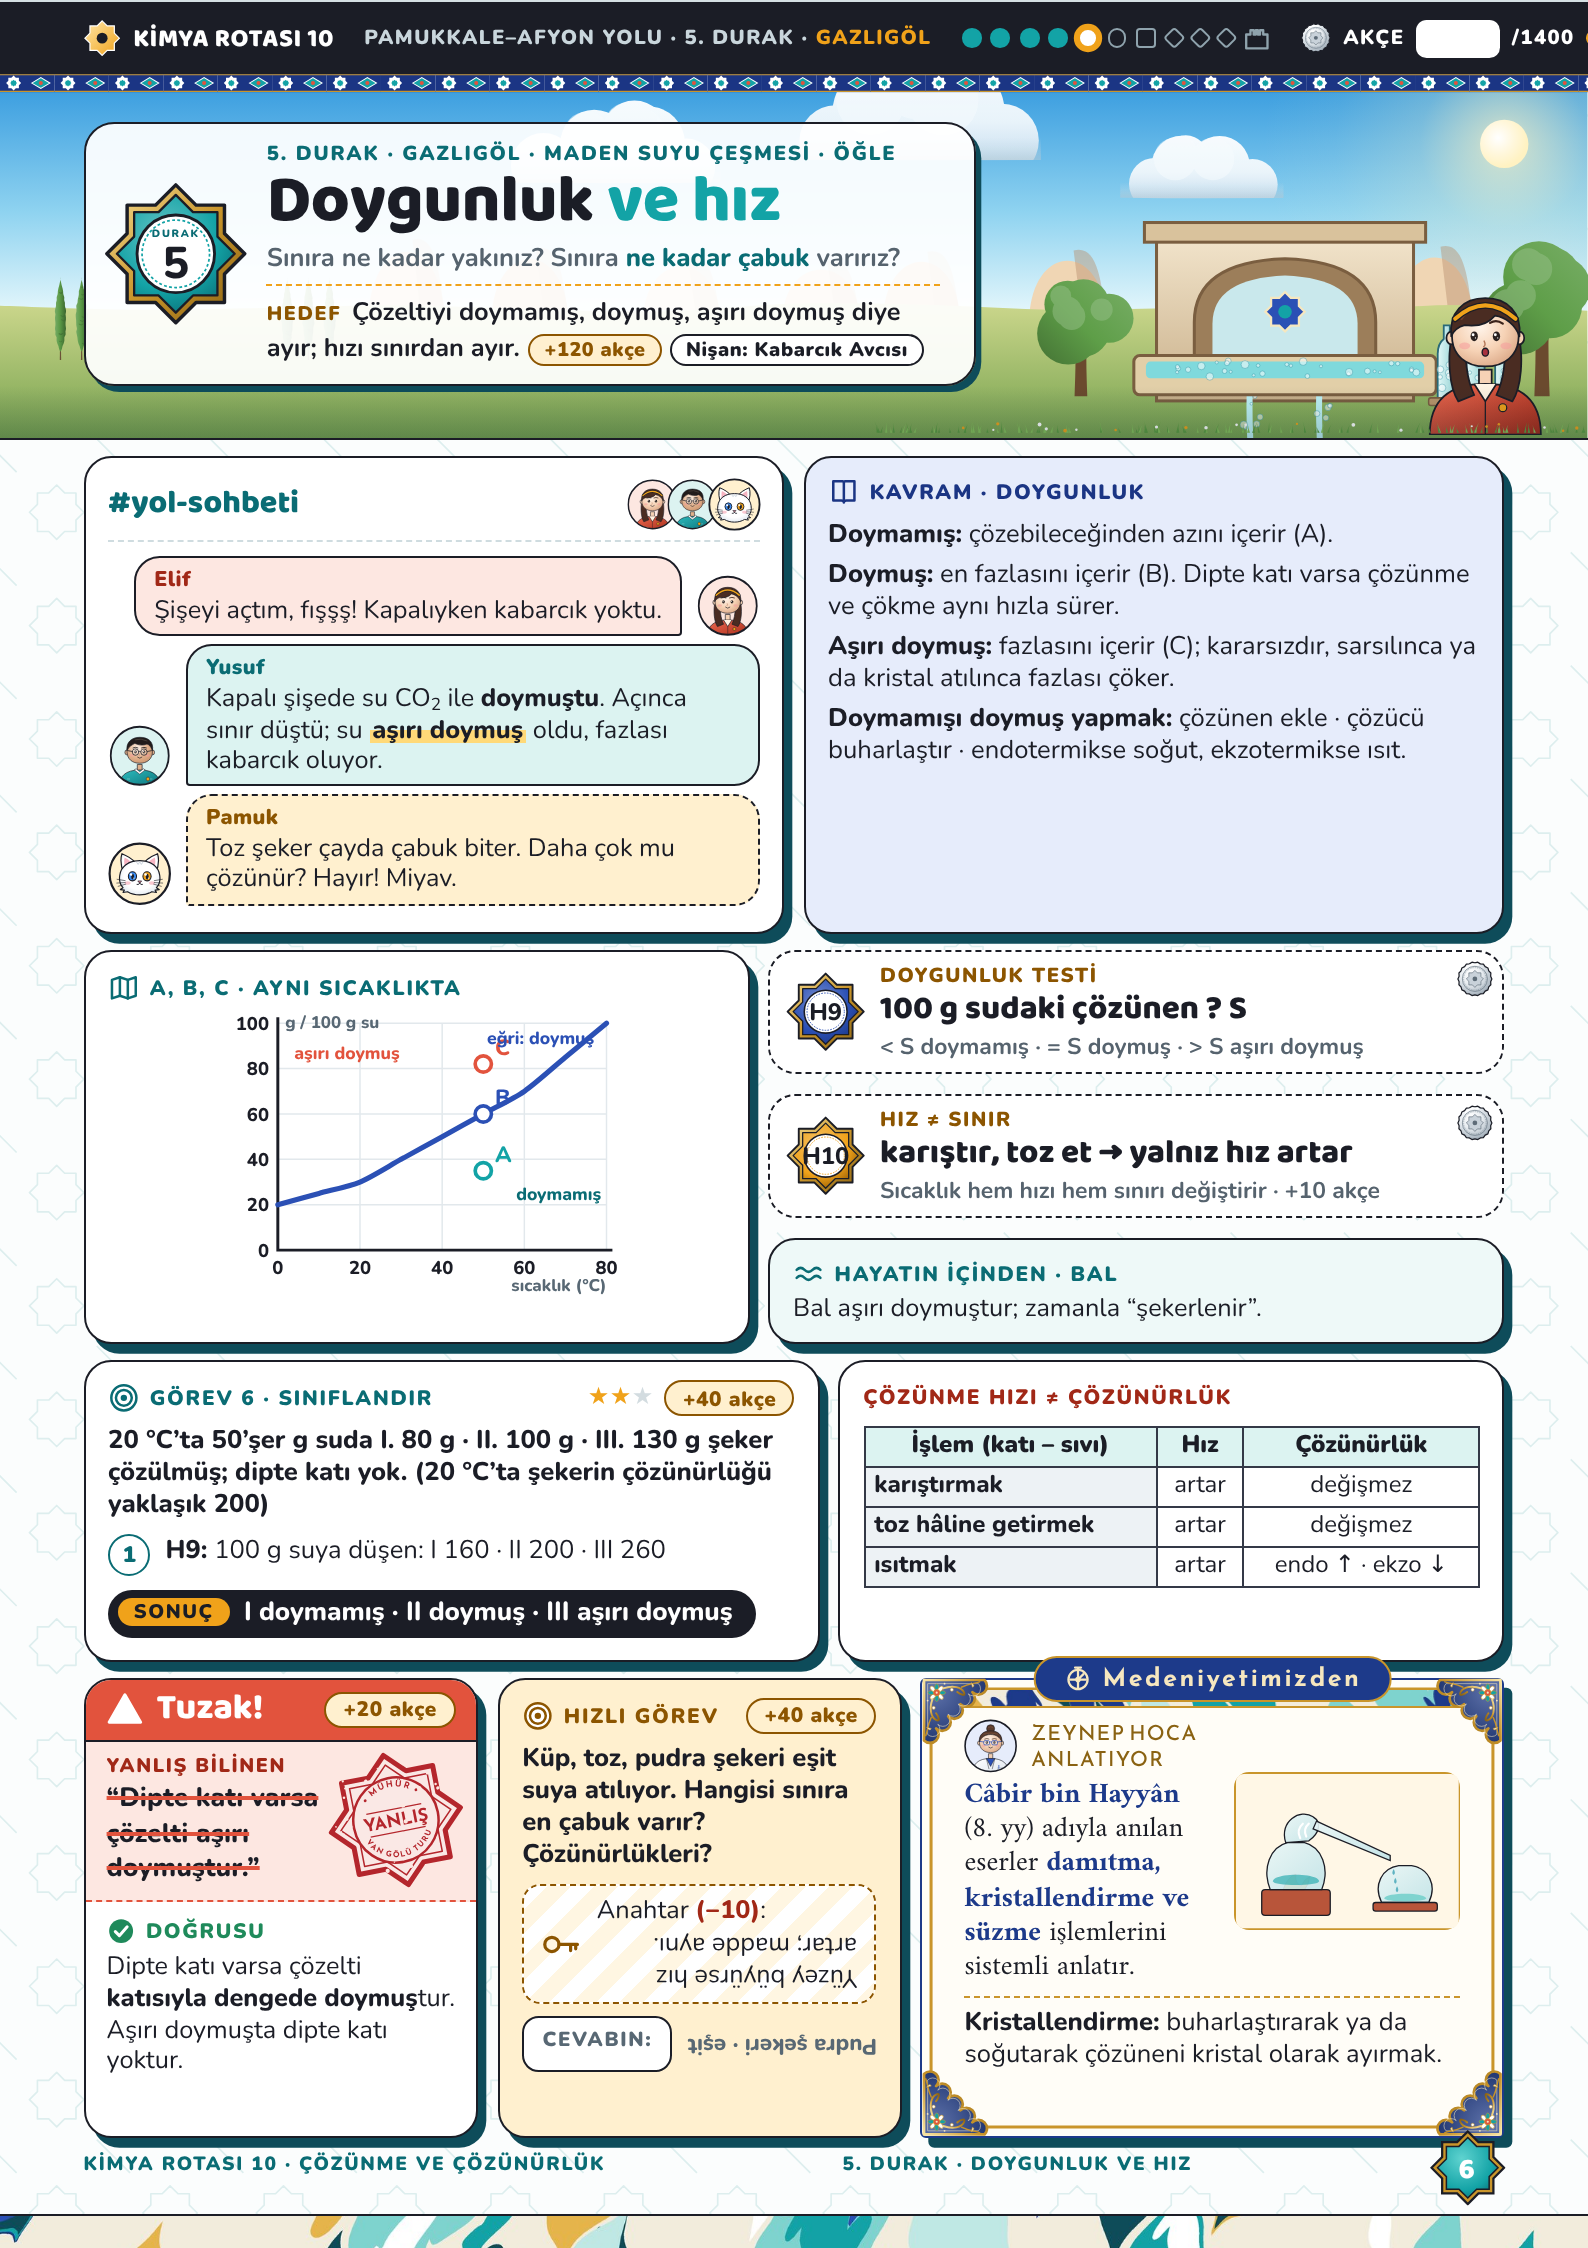 KİMYA ROTASI 10
PAMUKKALE–AFYON YOLU · 5. DURAK · GAZLIGÖL
AKÇE /1400
5. DURAK · GAZLIGÖL · MADEN SUYU ÇEŞMESİ · ÖĞLE
DURAK
5
Doygunluk ve hız
Sınıra ne kadar yakınız? Sınıra ne kadar çabuk varırız?
HEDEF Çözeltiyi doymamış, doymuş, aşırı doymuş diye
ayır; hızı sınırdan ayır. +120 akçe Nişan: Kabarcık Avcısı
#yol-sohbeti
Elif
Şişeyi açtım, fışşş! Kapalıyken kabarcık yoktu.
Yusuf
Kapalı şişede su CO₂ ile doymuştu. Açınca
sınır düştü; su aşırı doymuş oldu, fazlası
kabarcık oluyor.
Pamuk
Toz şeker çayda çabuk biter. Daha çok mu
çözünür? Hayır! Miyav.
KAVRAM · DOYGUNLUK
Doymamış: çözebileceğinden azını içerir (A).
Doymuş: en fazlasını içerir (B). Dipte katı varsa çözünme
ve çökme aynı hızla sürer.
Aşırı doymuş: fazlasını içerir (C); kararsızdır, sarsılınca ya
da kristal atılınca fazlası çöker.
Doymamışı doymuş yapmak: çözünen ekle · çözücü
buharlaştır · endotermikse soğut, ekzotermikse ısıt.
A, B, C · AYNI SICAKLIKTA
g / 100 g su
100
80
60
40
20
0
aşırı doymuş
eğri: doymuş
C
B
A
doymamış
0 20 40 60 80
sıcaklık (°C)
H9
DOYGUNLUK TESTİ
100 g sudaki çözünen ? S
< S doymamış · = S doymuş · > S aşırı doymuş
H10
HIZ ≠ SINIR
karıştır, toz et → yalnız hız artar
Sıcaklık hem hızı hem sınırı değiştirir · +10 akçe
HAYATIN İÇİNDEN · BAL
Bal aşırı doymuştur; zamanla “şekerlenir”.
GÖREV 6 · SINIFLANDIR
+40 akçe
20 °C’ta 50’şer g suda I. 80 g · II. 100 g · III. 130 g şeker
çözülmüş; dipte katı yok. (20 °C’ta şekerin çözünürlüğü
yaklaşık 200)
1 H9: 100 g suya düşen: I 160 · II 200 · III 260
SONUÇ I doymamış · II doymuş · III aşırı doymuş
ÇÖZÜNME HIZI ≠ ÇÖZÜNÜRLÜK
İşlem (katı – sıvı) Hız Çözünürlük
karıştırmak artar değişmez
toz hâline getirmek artar değişmez
ısıtmak artar endo ↑ · ekzo ↓
Tuzak!
+20 akçe
YANLIŞ BİLİNEN
“Dipte katı varsa
çözelti aşırı
doymuştur.”
MÜHÜR
YANLIŞ
VAN GÖLÜ TURU
DOĞRUSU
Dipte katı varsa çözelti
katısıyla dengede doymuştur.
Aşırı doymuşta dipte katı
yoktur.
HIZLI GÖREV
+40 akçe
Küp, toz, pudra şekeri eşit
suya atılıyor. Hangisi sınıra
en çabuk varır?
Çözünürlükleri?
Anahtar (−10):
Yüzey büyürse hız
artar; madde aynı.
CEVABIN:
Pudra şekeri · eşit
Medeniyetimizden
ZEYNEP HOCA
ANLATIYOR
Câbir bin Hayyân
(8. yy) adıyla anılan
eserler damıtma,
kristallendirme ve
süzme işlemlerini
sistemli anlatır.
Kristallendirme: buharlaştırarak ya da
soğutarak çözüneni kristal olarak ayırmak.
KİMYA ROTASI 10 · ÇÖZÜNME VE ÇÖZÜNÜRLÜK
5. DURAK · DOYGUNLUK VE HIZ
6